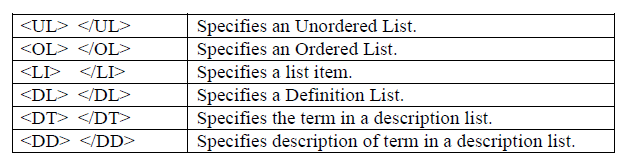 <UL> </UL> Specifies an Unordered List.
<OL> </OL> Specifies an Ordered List.
<LI> </LI> Specifies a list item.
<DL> </DL> Specifies a Definition List.
<DT> </DT> Specifies the term in a description list.
<DD> </DD> Specifies description of term in a description list.